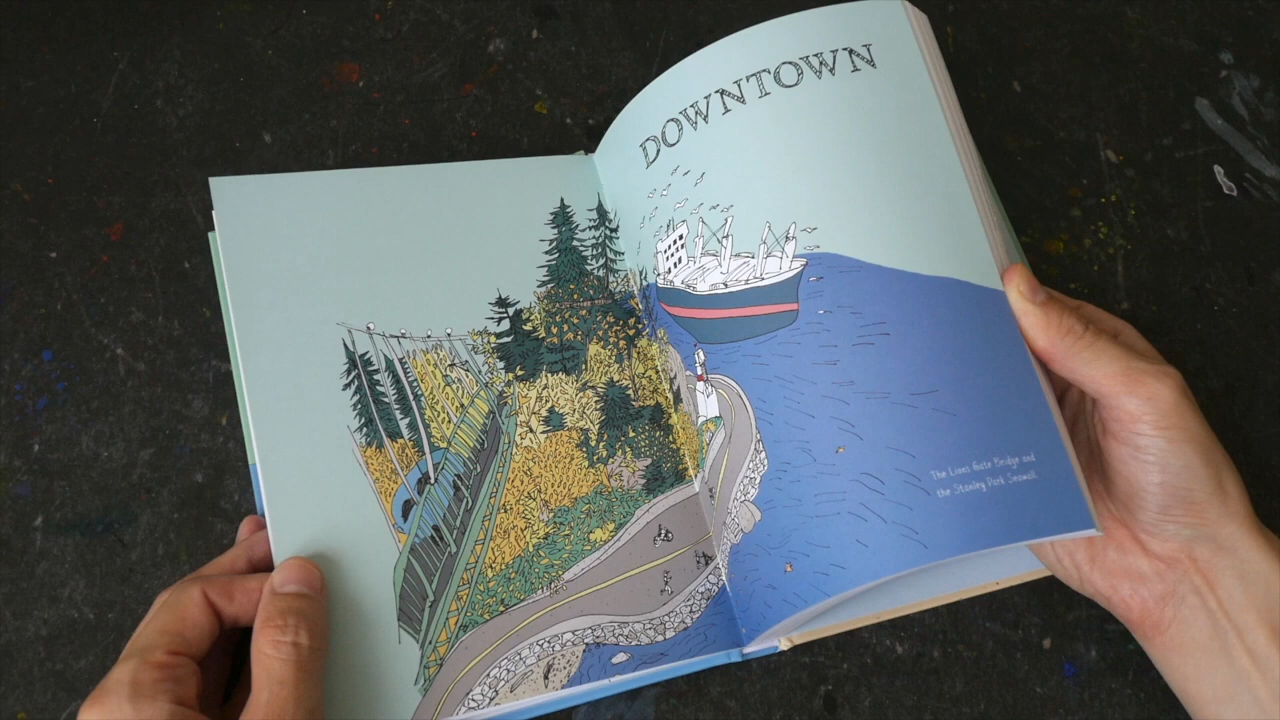 DOWNTOWN
The Lions Gate Bridge and
the Stanley Park Seawall.